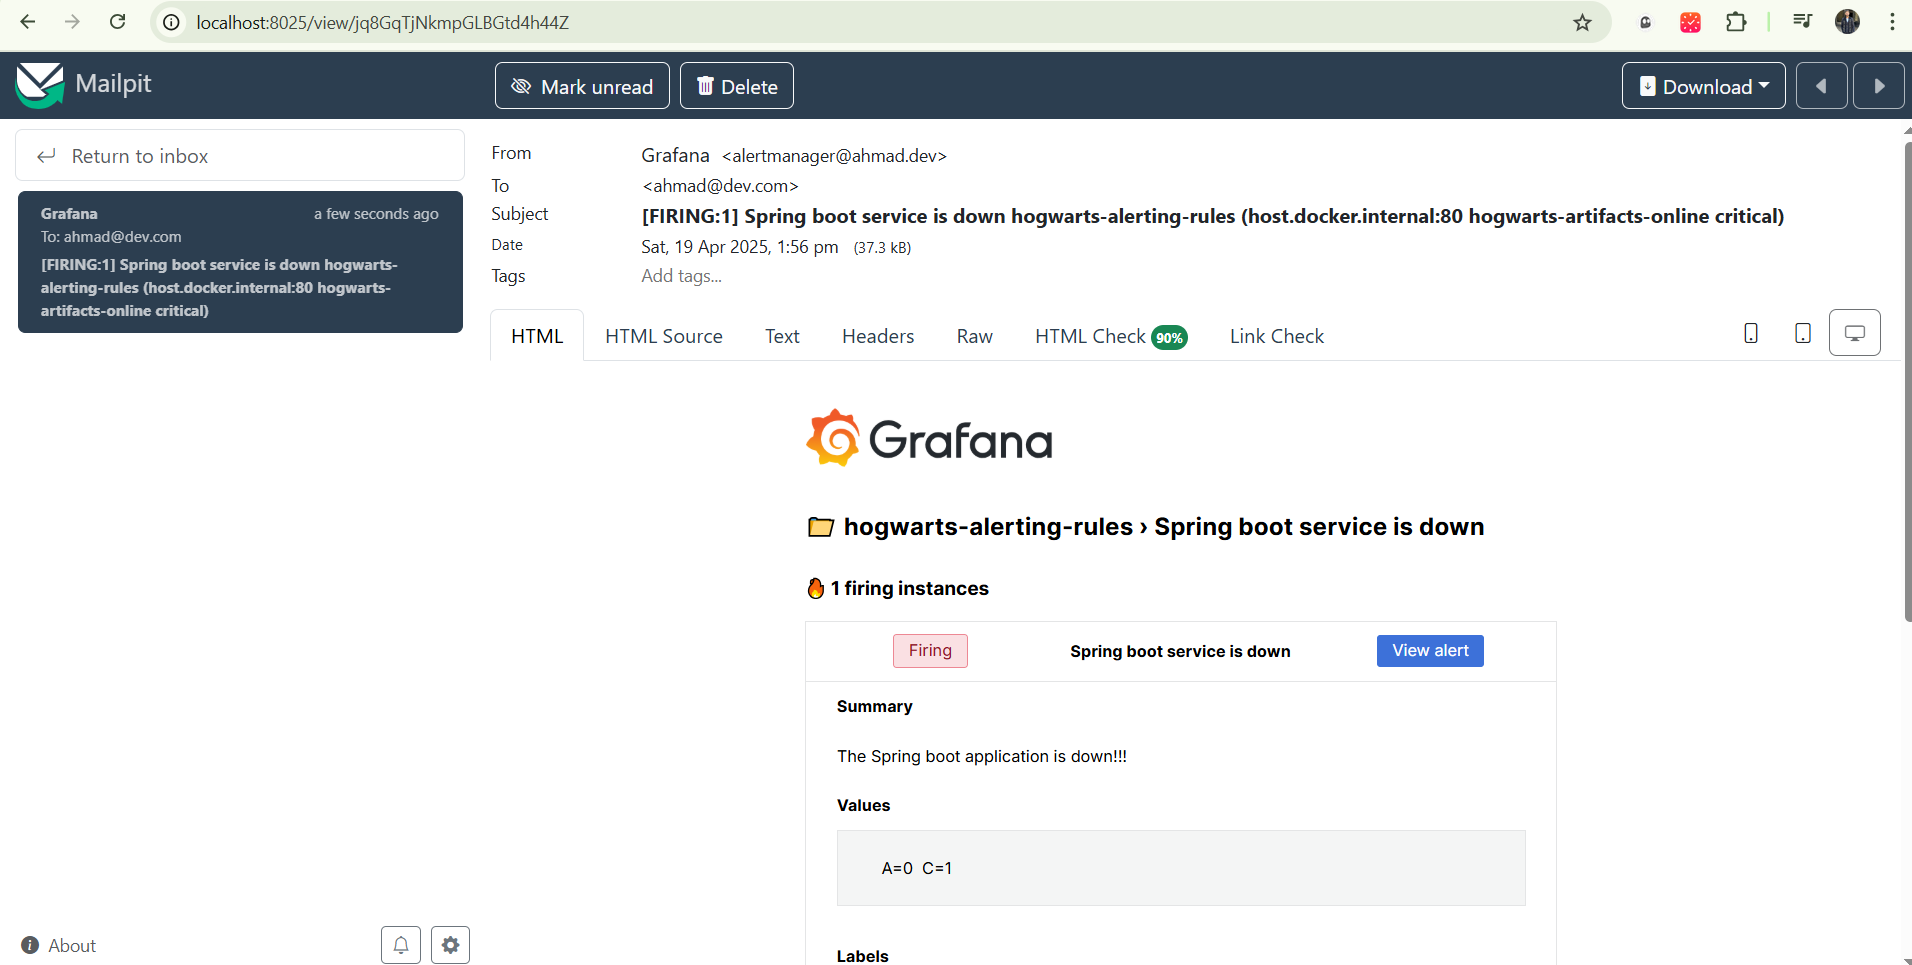 localhost:8025/view/jq8GqTjNkmpGLBGtd4h44Z
Mailpit
Mark unread
Delete
Download
Return to inbox
Grafana a few seconds ago
To: ahmad@dev.com
[FIRING:1] Spring boot service is down hogwarts-
alerting-rules (host.docker.internal:80 hogwarts-
artifacts-online critical)
From Grafana <alertmanager@ahmad.dev>
To <ahmad@dev.com>
Subject [FIRING:1] Spring boot service is down hogwarts-alerting-rules (host.docker.internal:80 hogwarts-artifacts-online critical)
Date Sat, 19 Apr 2025, 1:56 pm (37.3 kB)
Tags Add tags...
HTML HTML Source Text Headers Raw HTML Check 90% Link Check
Grafana
hogwarts-alerting-rules › Spring boot service is down
1 firing instances
Firing Spring boot service is down View alert
Summary
The Spring boot application is down!!!
Values
A=0 C=1
Labels
About